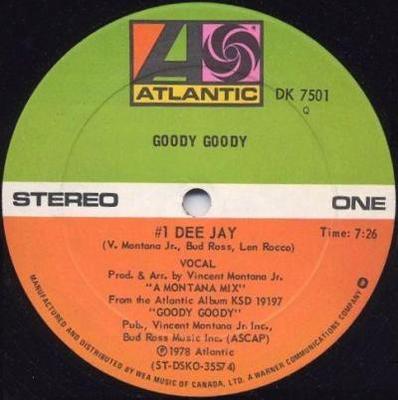 ATLANTIC
DK 7501
Q
GOODY GOODY
STEREO
ONE
#1 DEE JAY
Time: 7:26
(V. Montana Jr., Bud Ross, Len Rocco)
VOCAL
Prod. & Arr. by Vincent Montana Jr.
"A MONTANA MIX"
From the Atlantic Album KSD 19197
"GOODY GOODY"
Pub., Vincent Montana Jr. Inc.,
Bud Ross Music Inc. (ASCAP)
Ⓟ1978 Atlantic
(ST-DSKO-35574)
MANUFACTURED AND DISTRIBUTED BY WEA MUSIC OF CANADA, LTD. A WARNER COMMUNICATIONS COMPANY